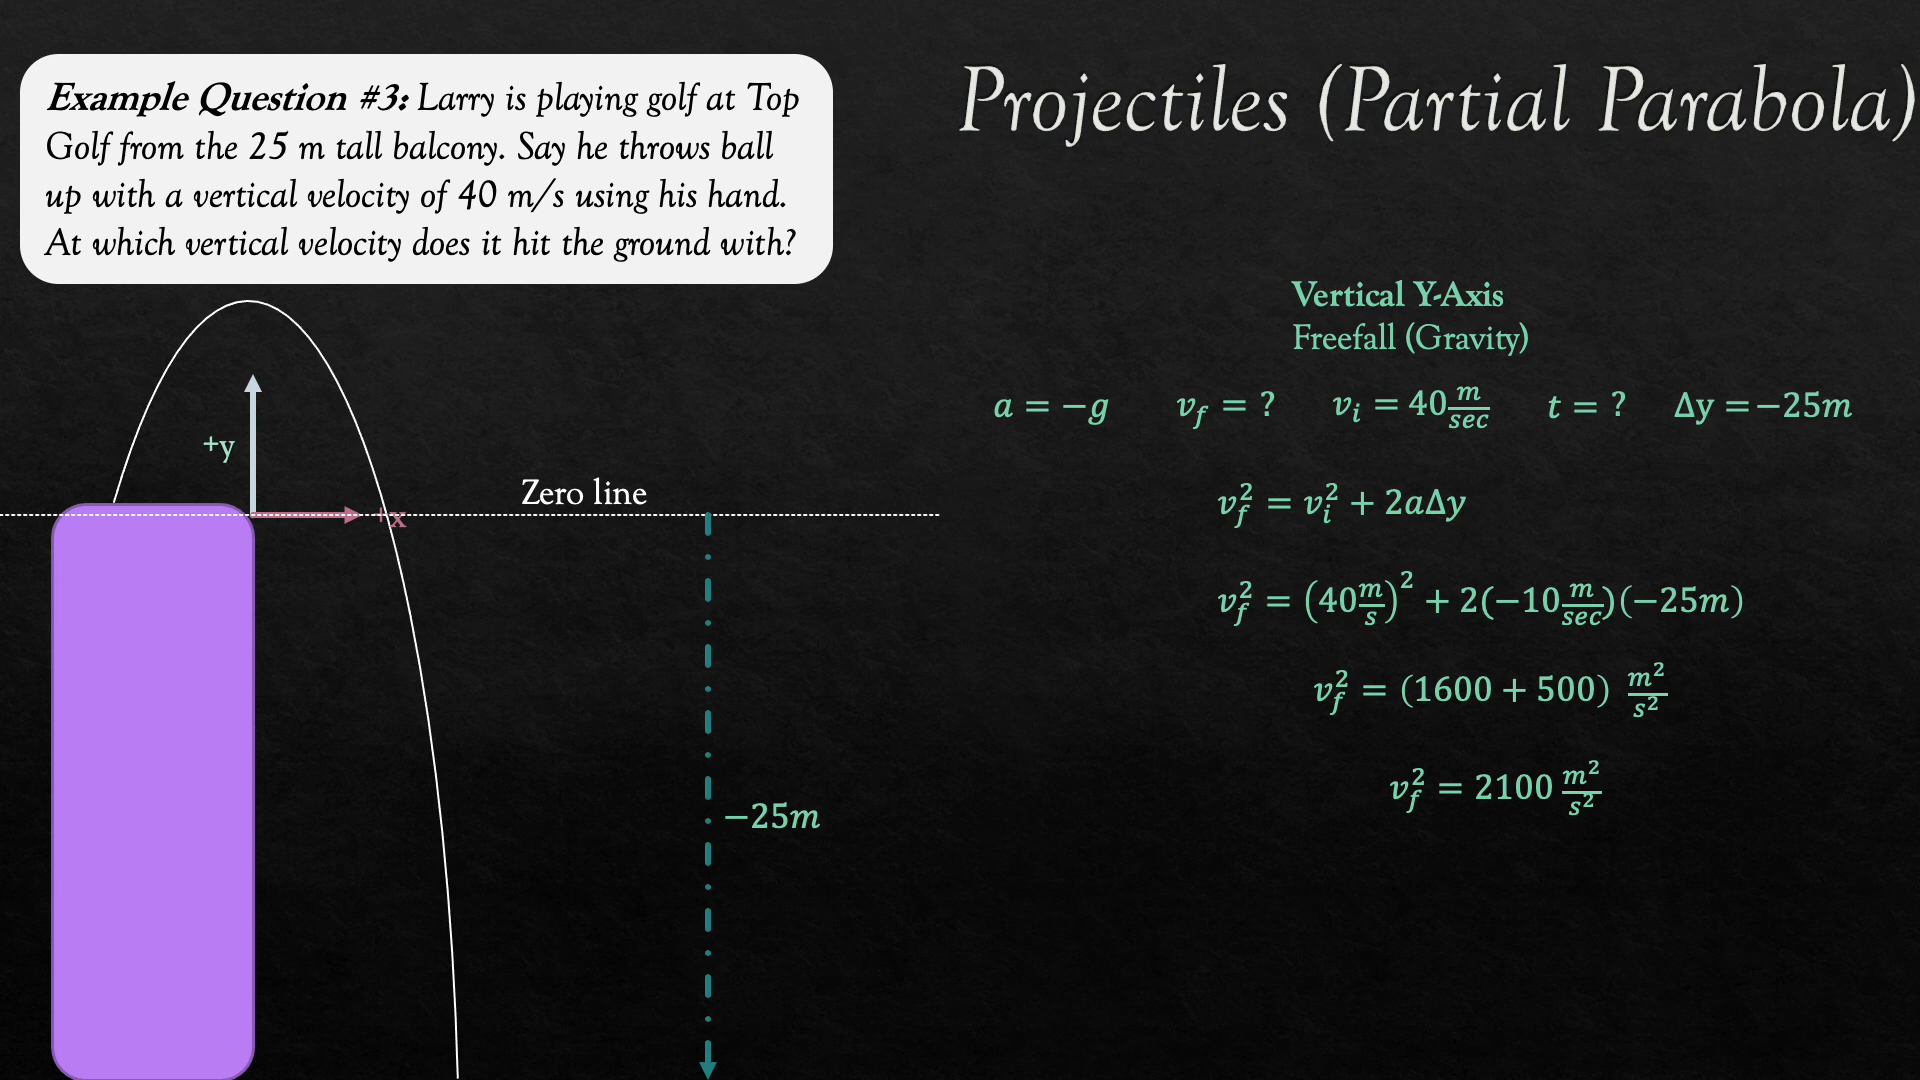 Example Question #3: Larry is playing golf at Top
Golf from the 25 m tall balcony. Say he throws ball
up with a vertical velocity of 40 m/s using his hand.
At which vertical velocity does it hit the ground with?
Projectiles (Partial Parabola)
Vertical Y-Axis
Freefall (Gravity)
a = −g   v_f = ?   v_i = 40 m/sec   t = ?   Δy = −25m
v_f² = v_i² + 2aΔy
v_f² = (40 m/s)² + 2(−10 m/sec)(−25m)
v_f² = (1600 + 500) m²/s²
v_f² = 2100 m²/s²
+y
Zero line
+x
−25m